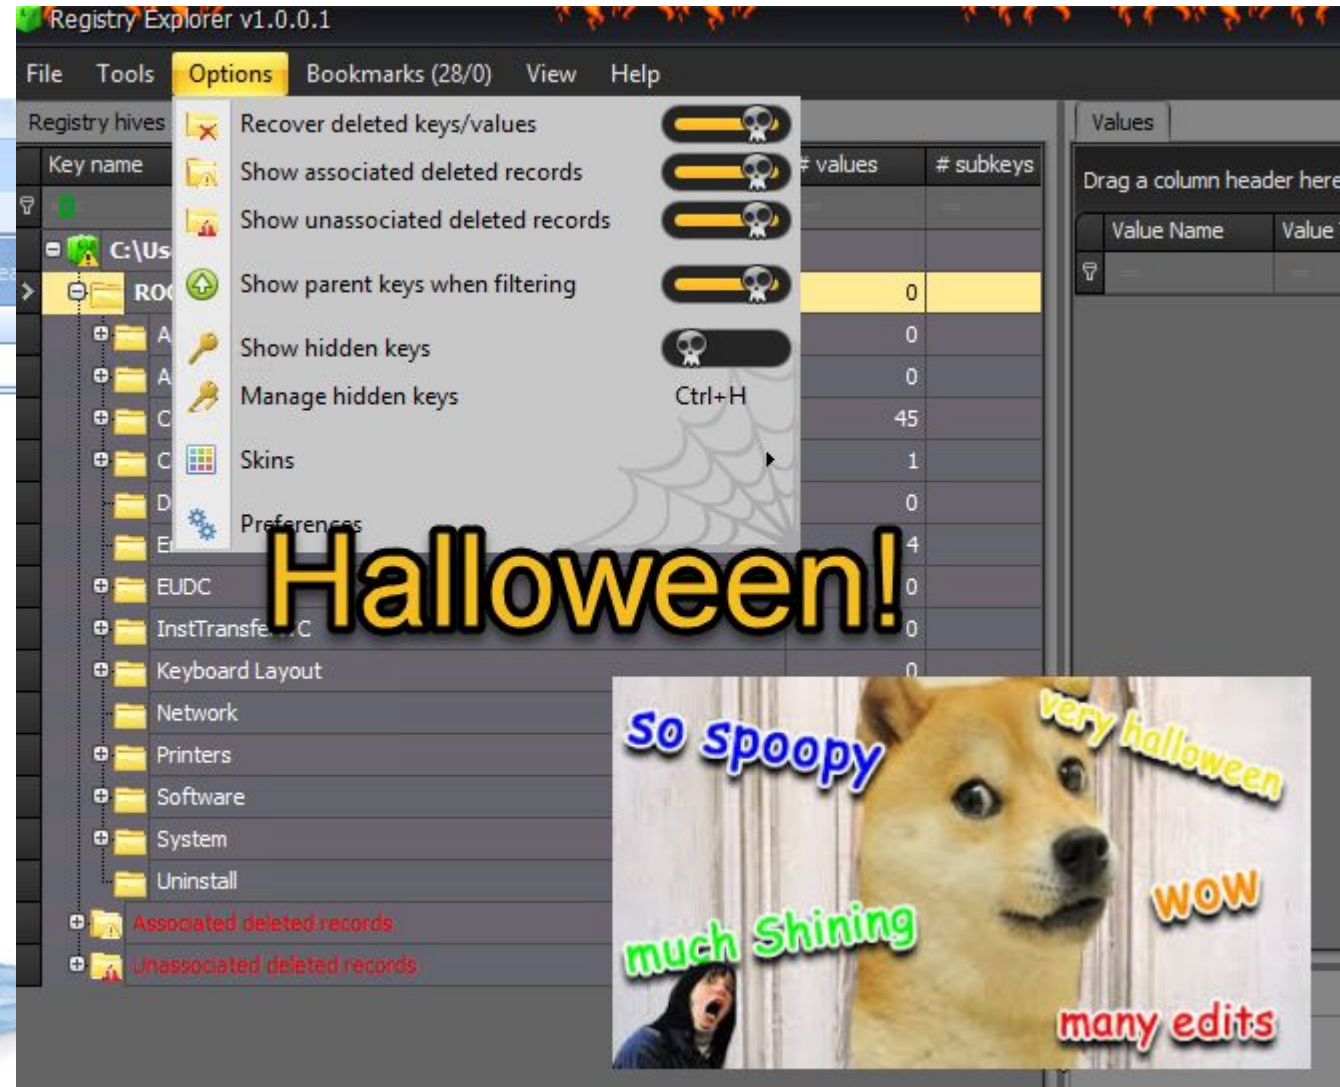 Registry Explorer v1.0.0.1
File Tools Options Bookmarks (28/0) View Help
Registry hives
Values
Recover deleted keys/values
Key name
# values # subkeys
Show associated deleted records
Drag a column header here
Show unassociated deleted records
Value Name Value
C:\Us
Show parent keys when filtering
ROO
0
Show hidden keys
A
0
Manage hidden keys Ctrl+H
A
0
C
45
Skins
C
1
D
0
Preferences
4
Halloween!
EUDC
0
0
Keyboard Layout
0
Network
Printers
Software
System
Uninstall
Associated deleted records
Unassociated deleted records
so spoopy
very halloween
wow
much Shining
many edits